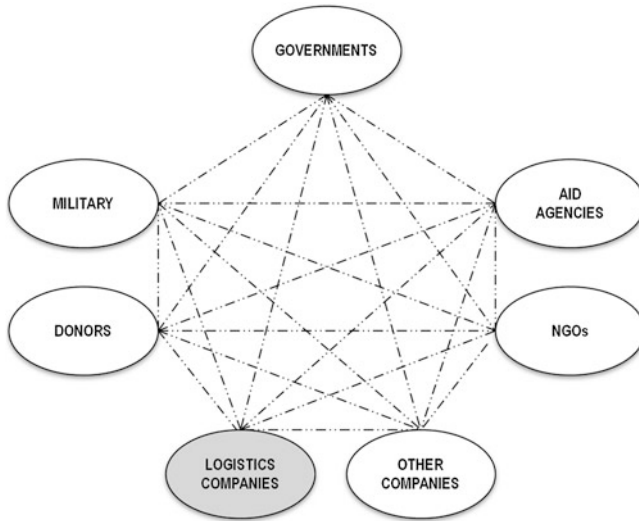 GOVERNMENTS
MILITARY
AID
AGENCIES
DONORS
NGOs
LOGISTICS
COMPANIES
OTHER
COMPANIES